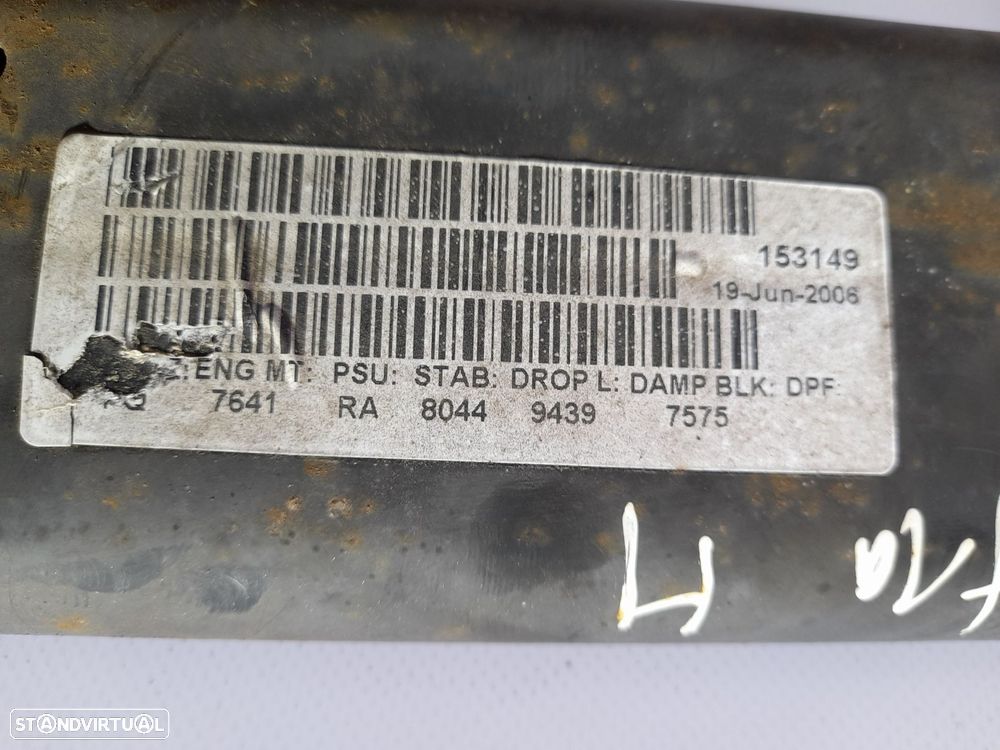 153149
19-Jun-2006
ENG MT: PSU: STAB: DROP L: DAMP BLK: DPF
7641 RA 8044 9439 7575
STANDVIRTUAL